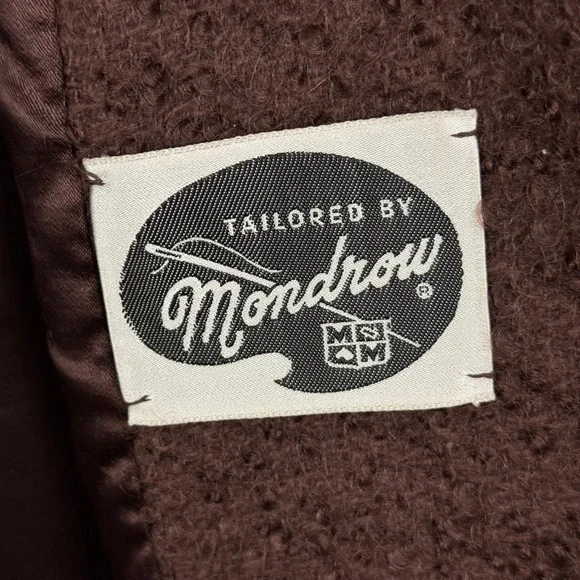 TAILORED BY
Mondrow ®
M S
M